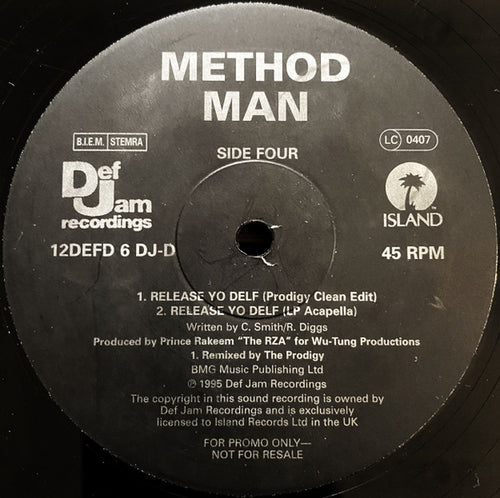 METHOD
MAN
SIDE FOUR
B.I.E.M. STEMRA
LC 0407
Def Jam
recordings
ISLAND™
12DEFD 6 DJ-D
45 RPM
1. RELEASE YO DELF (Prodigy Clean Edit)
2. RELEASE YO DELF (LP Acapella)
Written by C. Smith/R. Diggs
Produced by Prince Rakeem "The RZA" for Wu-Tung Productions
1. Remixed by The Prodigy
BMG Music Publishing Ltd
℗ 1995 Def Jam Recordings
The copyright in this sound recording is owned by
Def Jam Recordings and is exclusively
licensed to Island Records Ltd in the UK
FOR PROMO ONLY—
NOT FOR RESALE